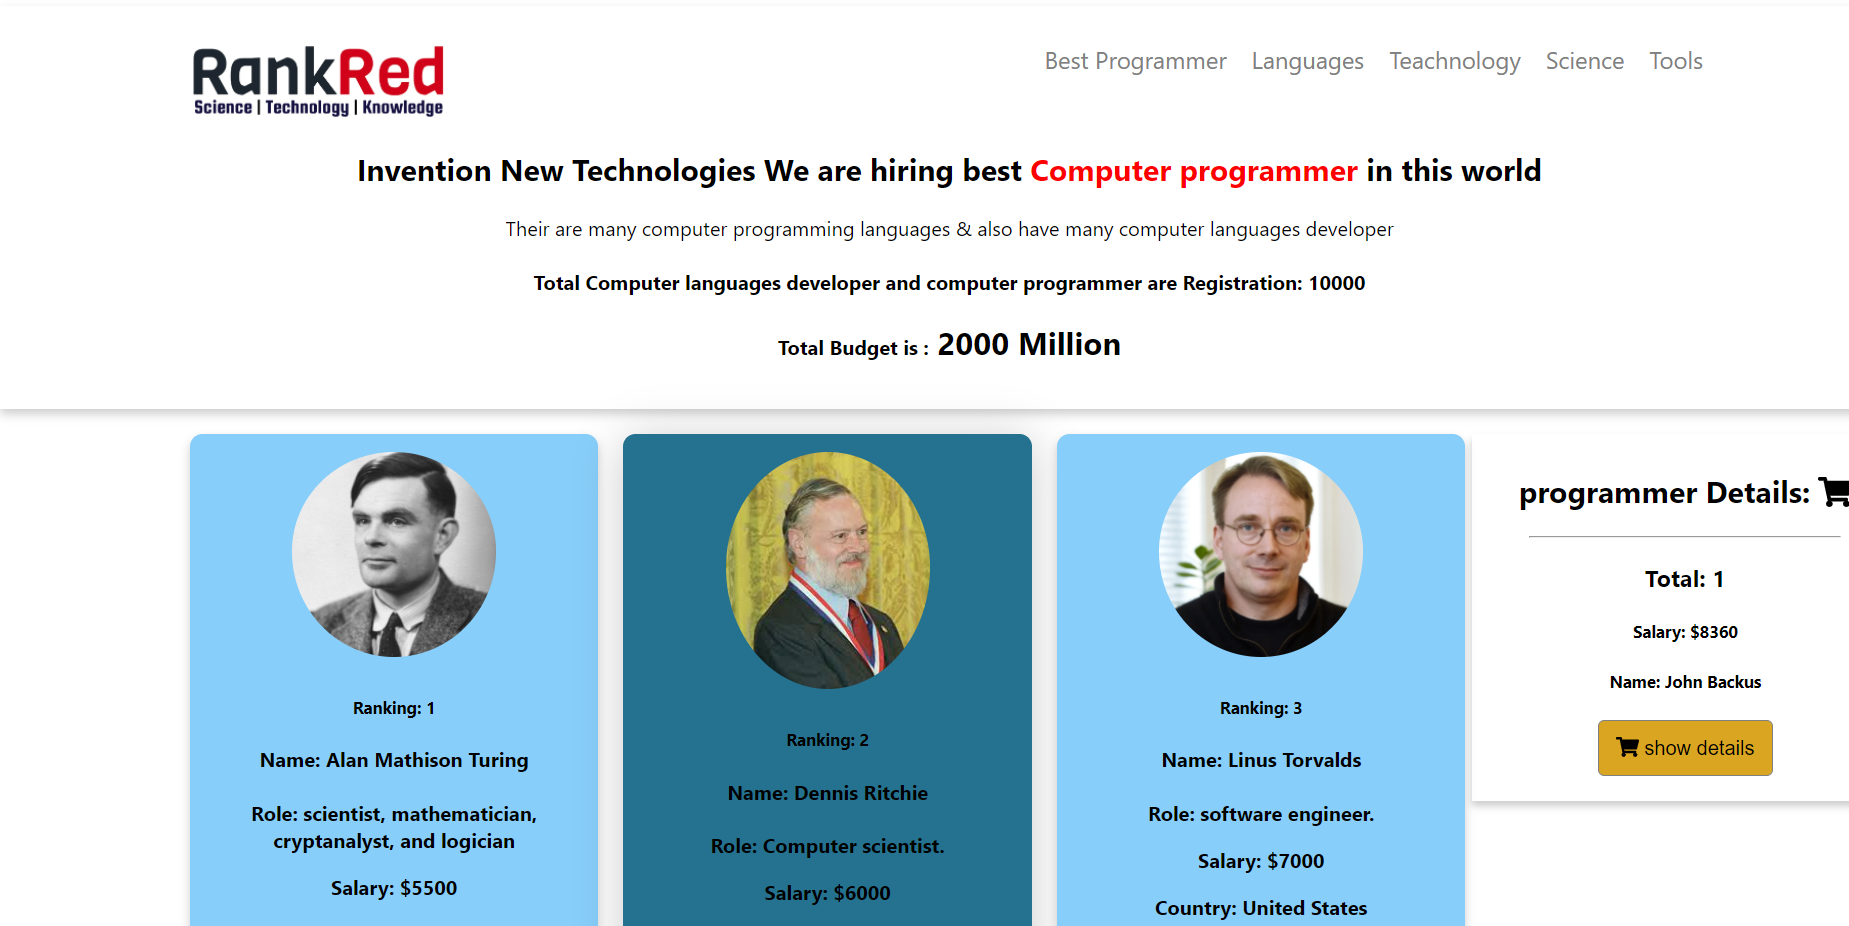 RankRed
Science | Technology | Knowledge
Best Programmer Languages Teachnology Science Tools
Invention New Technologies We are hiring best Computer programmer in this world
Their are many computer programming languages & also have many computer languages developer
Total Computer languages developer and computer programmer are Registration: 10000
Total Budget is : 2000 Million
Ranking: 1
Name: Alan Mathison Turing
Role: scientist, mathematician,
cryptanalyst, and logician
Salary: $5500
Ranking: 2
Name: Dennis Ritchie
Role: Computer scientist.
Salary: $6000
Ranking: 3
Name: Linus Torvalds
Role: software engineer.
Salary: $7000
Country: United States
programmer Details:
Total: 1
Salary: $8360
Name: John Backus
show details